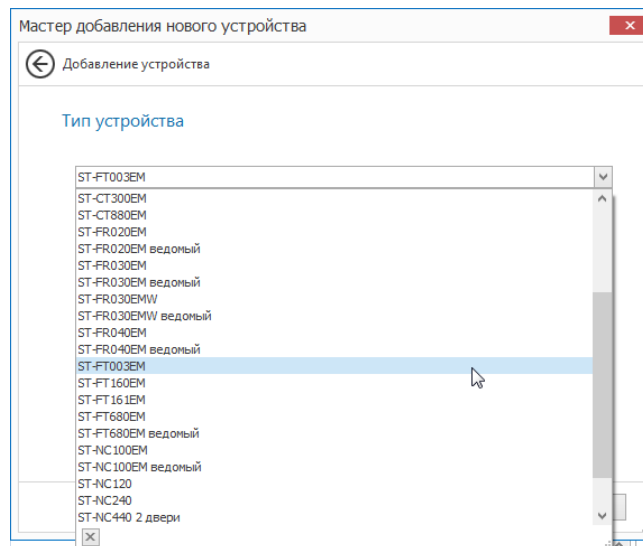 Мастер добавления нового устройства
Добавление устройства
Тип устройства
ST-FT003EM
ST-CT300EM
ST-CT880EM
ST-FR020EM
ST-FR020EM ведомый
ST-FR030EM
ST-FR030EM ведомый
ST-FR030EMW
ST-FR030EMW ведомый
ST-FR040EM
ST-FR040EM ведомый
ST-FT003EM
ST-FT160EM
ST-FT161EM
ST-FT680EM
ST-FT680EM ведомый
ST-NC100EM
ST-NC100EM ведомый
ST-NC120
ST-NC240
ST-NC440 2 двери